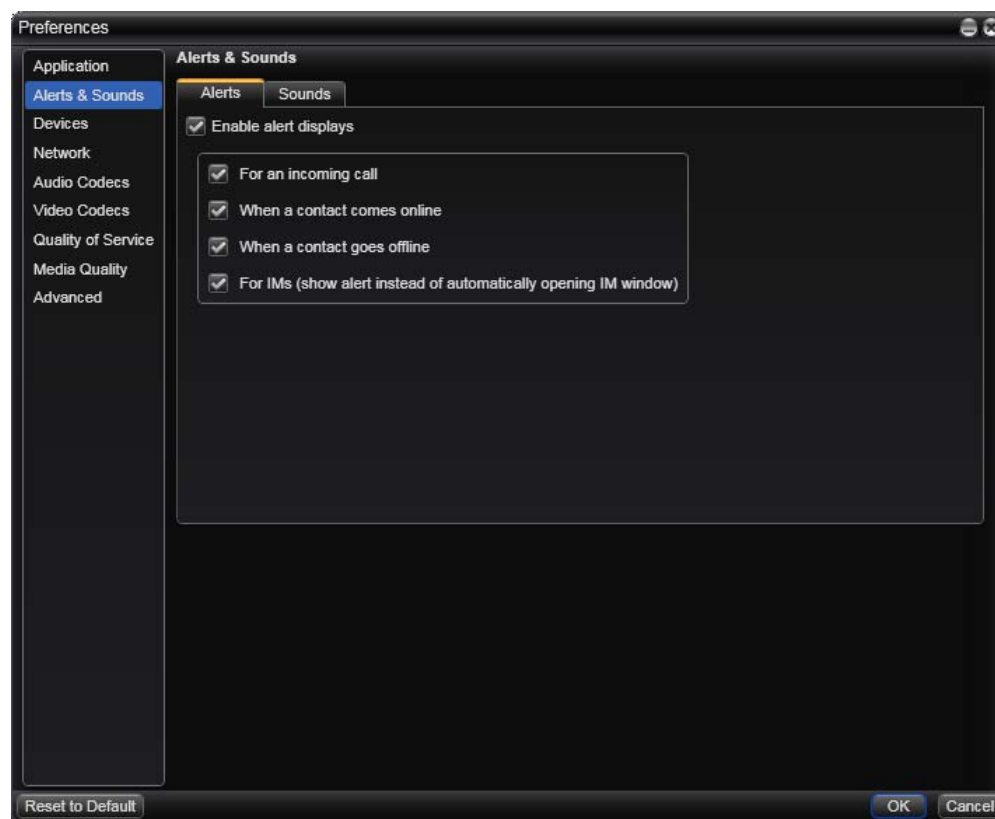 Preferences
Application
Alerts & Sounds
Devices
Network
Audio Codecs
Video Codecs
Quality of Service
Media Quality
Advanced
Alerts & Sounds
Alerts
Sounds
Enable alert displays
For an incoming call
When a contact comes online
When a contact goes offline
For IMs (show alert instead of automatically opening IM window)
Reset to Default
OK
Cancel